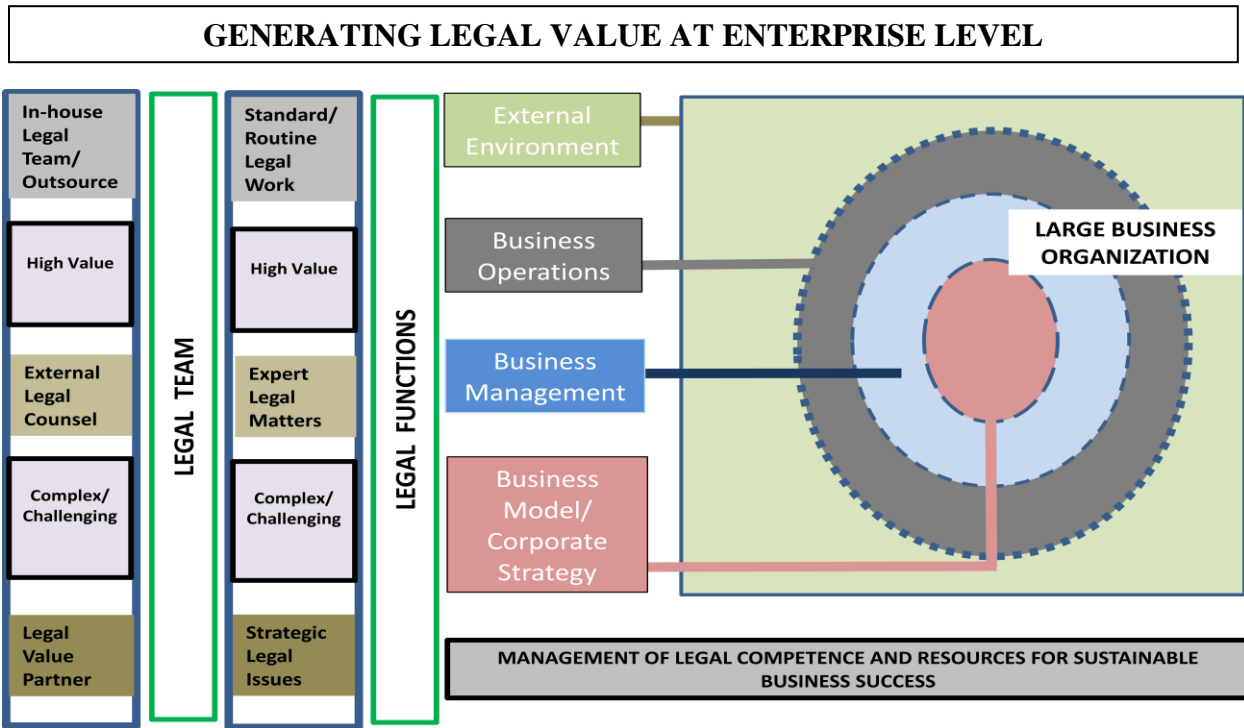 GENERATING LEGAL VALUE AT ENTERPRISE LEVEL
In-house
Legal
Team/
Outsource
High Value
External
Legal
Counsel
Complex/
Challenging
Legal
Value
Partner
LEGAL TEAM
Standard/
Routine
Legal
Work
High Value
Expert
Legal
Matters
Complex/
Challenging
Strategic
Legal
Issues
LEGAL FUNCTIONS
External
Environment
Business
Operations
Business
Management
Business
Model/
Corporate
Strategy
LARGE BUSINESS
ORGANIZATION
MANAGEMENT OF LEGAL COMPETENCE AND RESOURCES FOR SUSTAINABLE
BUSINESS SUCCESS